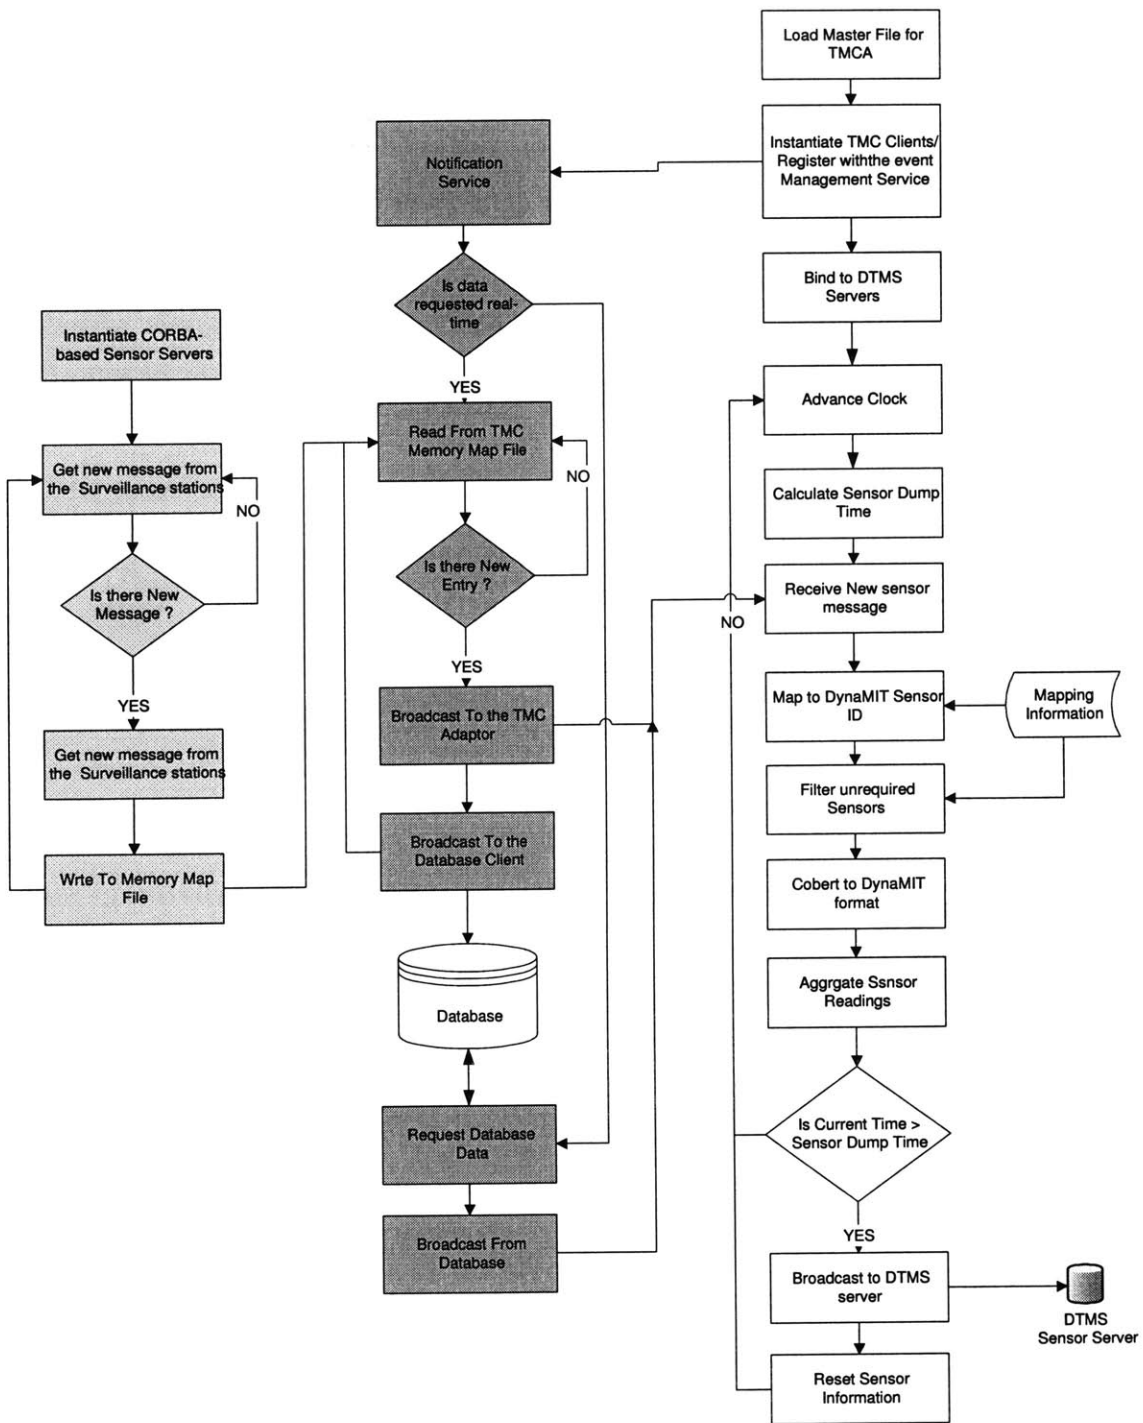 Load Master File for
TMCA
Instantiate TMC Clients/
Register withthe event
Management Service
Notification
Service
Bind to DTMS
Servers
Is data
requested real-
time
Instantiate CORBA-
based Sensor Servers
YES
Advance Clock
Read From TMC
Memory Map File
NO
Get new message from
the Surveillance stations
NO
Calculate Sensor Dump
Time
Is there New
Entry ?
Is there New
Message ?
Receive New sensor
message
NO
YES
YES
Map to DynaMIT Sensor
ID
Mapping
Information
Broadcast To the TMC
Adaptor
Get new message from
the Surveillance stations
Filter unrequired
Sensors
Broadcast To the
Database Client
Wrte To Memory Map
File
Cobert to DynaMIT
format
Aggrgate Ssnsor
Readings
Database
Is Current Time >
Sensor Dump Time
Request Database
Data
YES
Broadcast From
Database
Broadcast to DTMS
server
DTMS
Sensor Server
Reset Sensor
Information